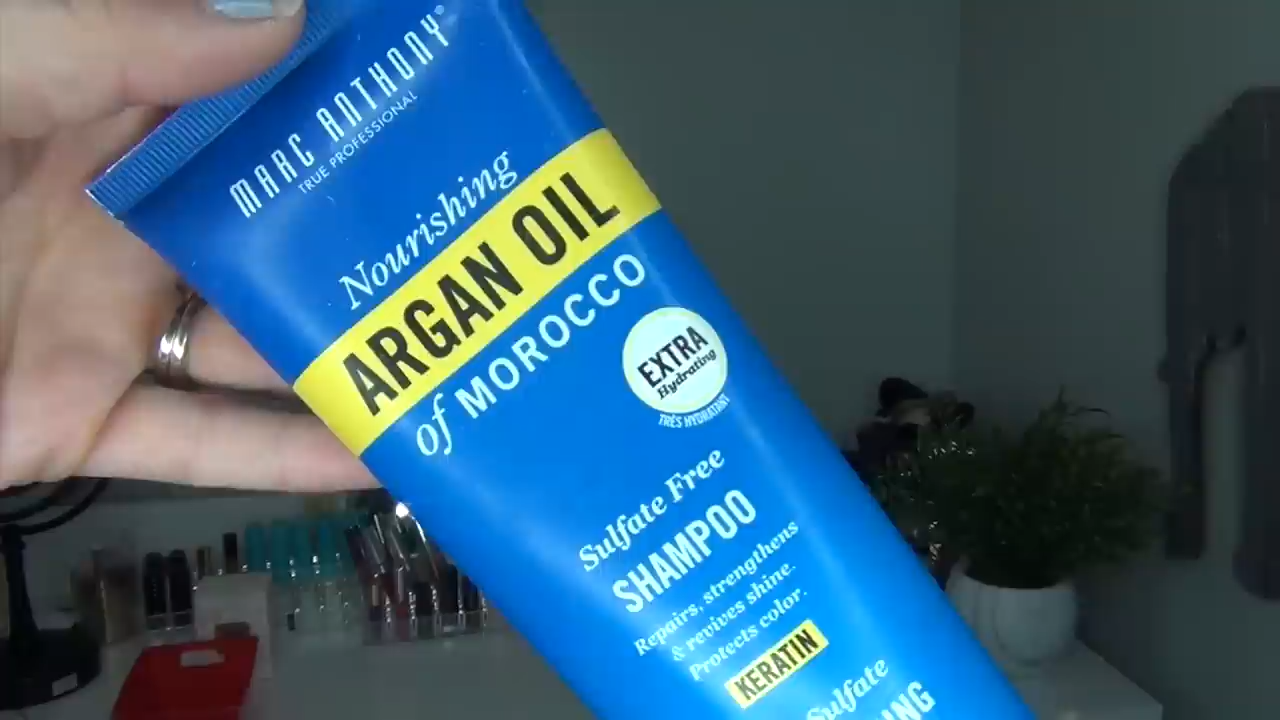 MARC ANTHONY®
TRUE PROFESSIONAL
Nourishing
ARGAN OIL
of MOROCCO
EXTRA
Hydrating
TRÈS HYDRATANT
Sulfate Free
SHAMPOO
Repairs, strengthens
& revives shine.
Protects color.
KERATIN
Sulfate